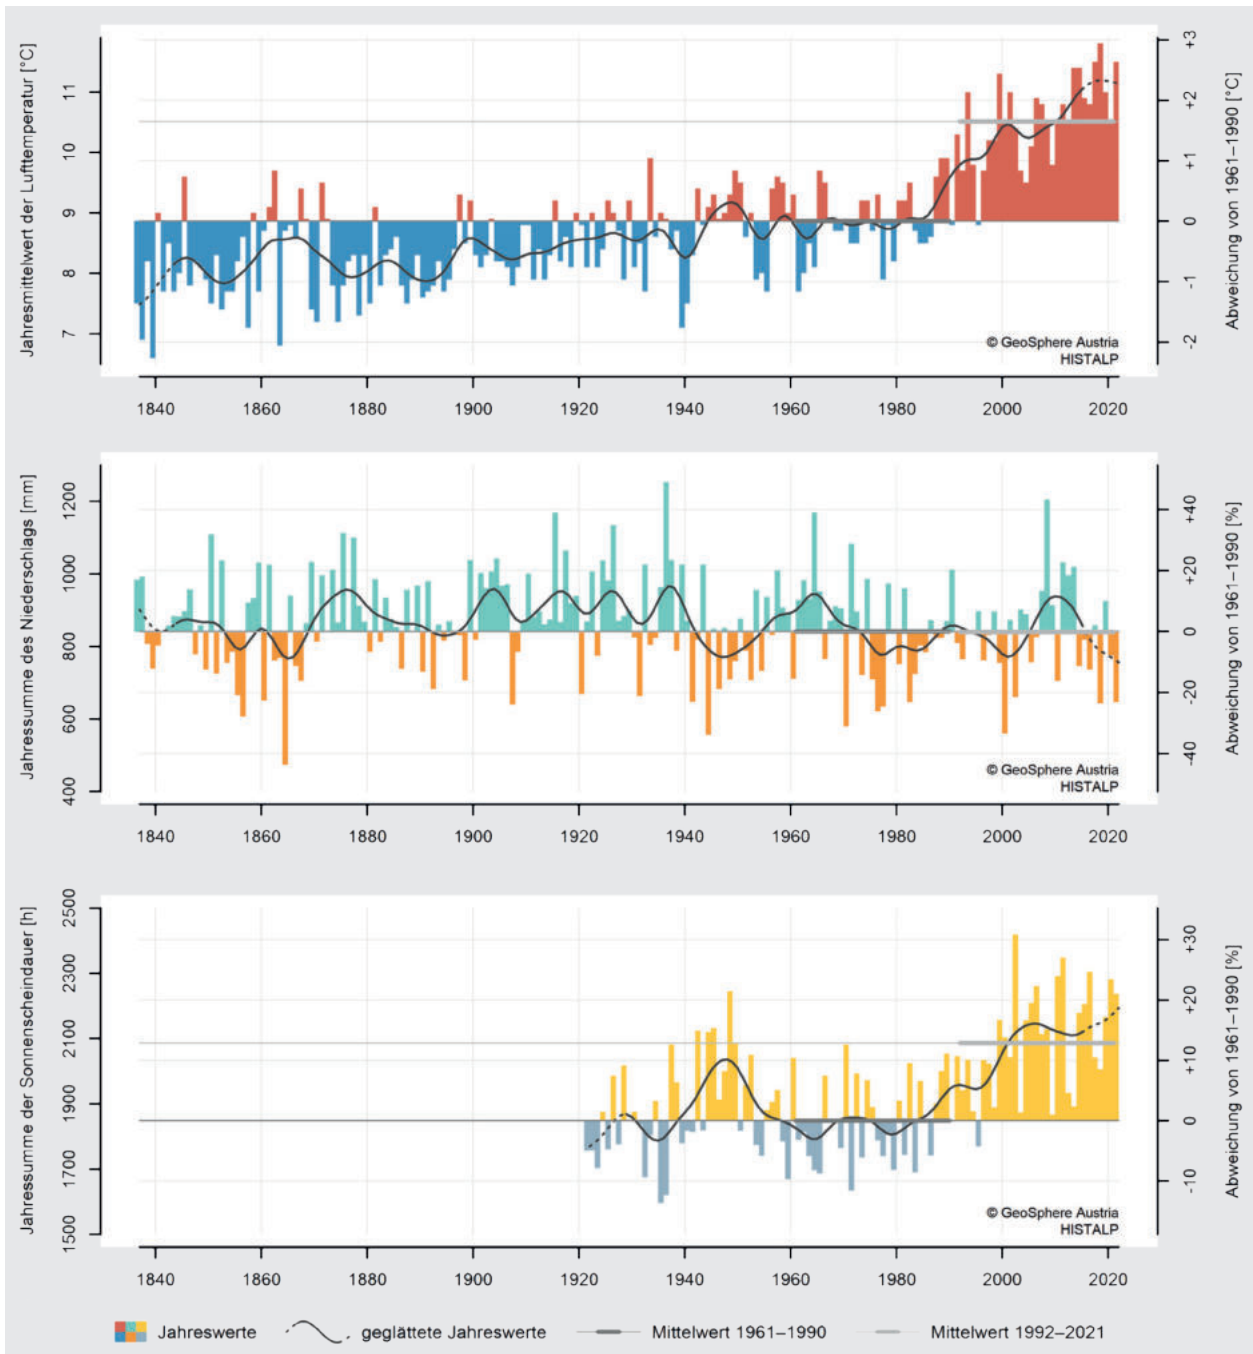 Jahresmittelwert der Lufttemperatur [°C]
7 8 9 10 11
-2 -1 0 +1 +2 +3
Abweichung von 1961–1990 [°C]
© GeoSphere Austria
HISTALP
1840 1860 1880 1900 1920 1940 1960 1980 2000 2020
Jahressumme des Niederschlags [mm]
400 600 800 1000 1200
-40 -20 0 +20 +40
Abweichung von 1961–1990 [%]
© GeoSphere Austria
HISTALP
1840 1860 1880 1900 1920 1940 1960 1980 2000 2020
Jahressumme der Sonnenscheindauer [h]
1500 1700 1900 2100 2300 2500
-10 0 +10 +20 +30
Abweichung von 1961–1990 [%]
© GeoSphere Austria
HISTALP
1840 1860 1880 1900 1920 1940 1960 1980 2000 2020
Jahreswerte geglättete Jahreswerte Mittelwert 1961–1990 Mittelwert 1992–2021